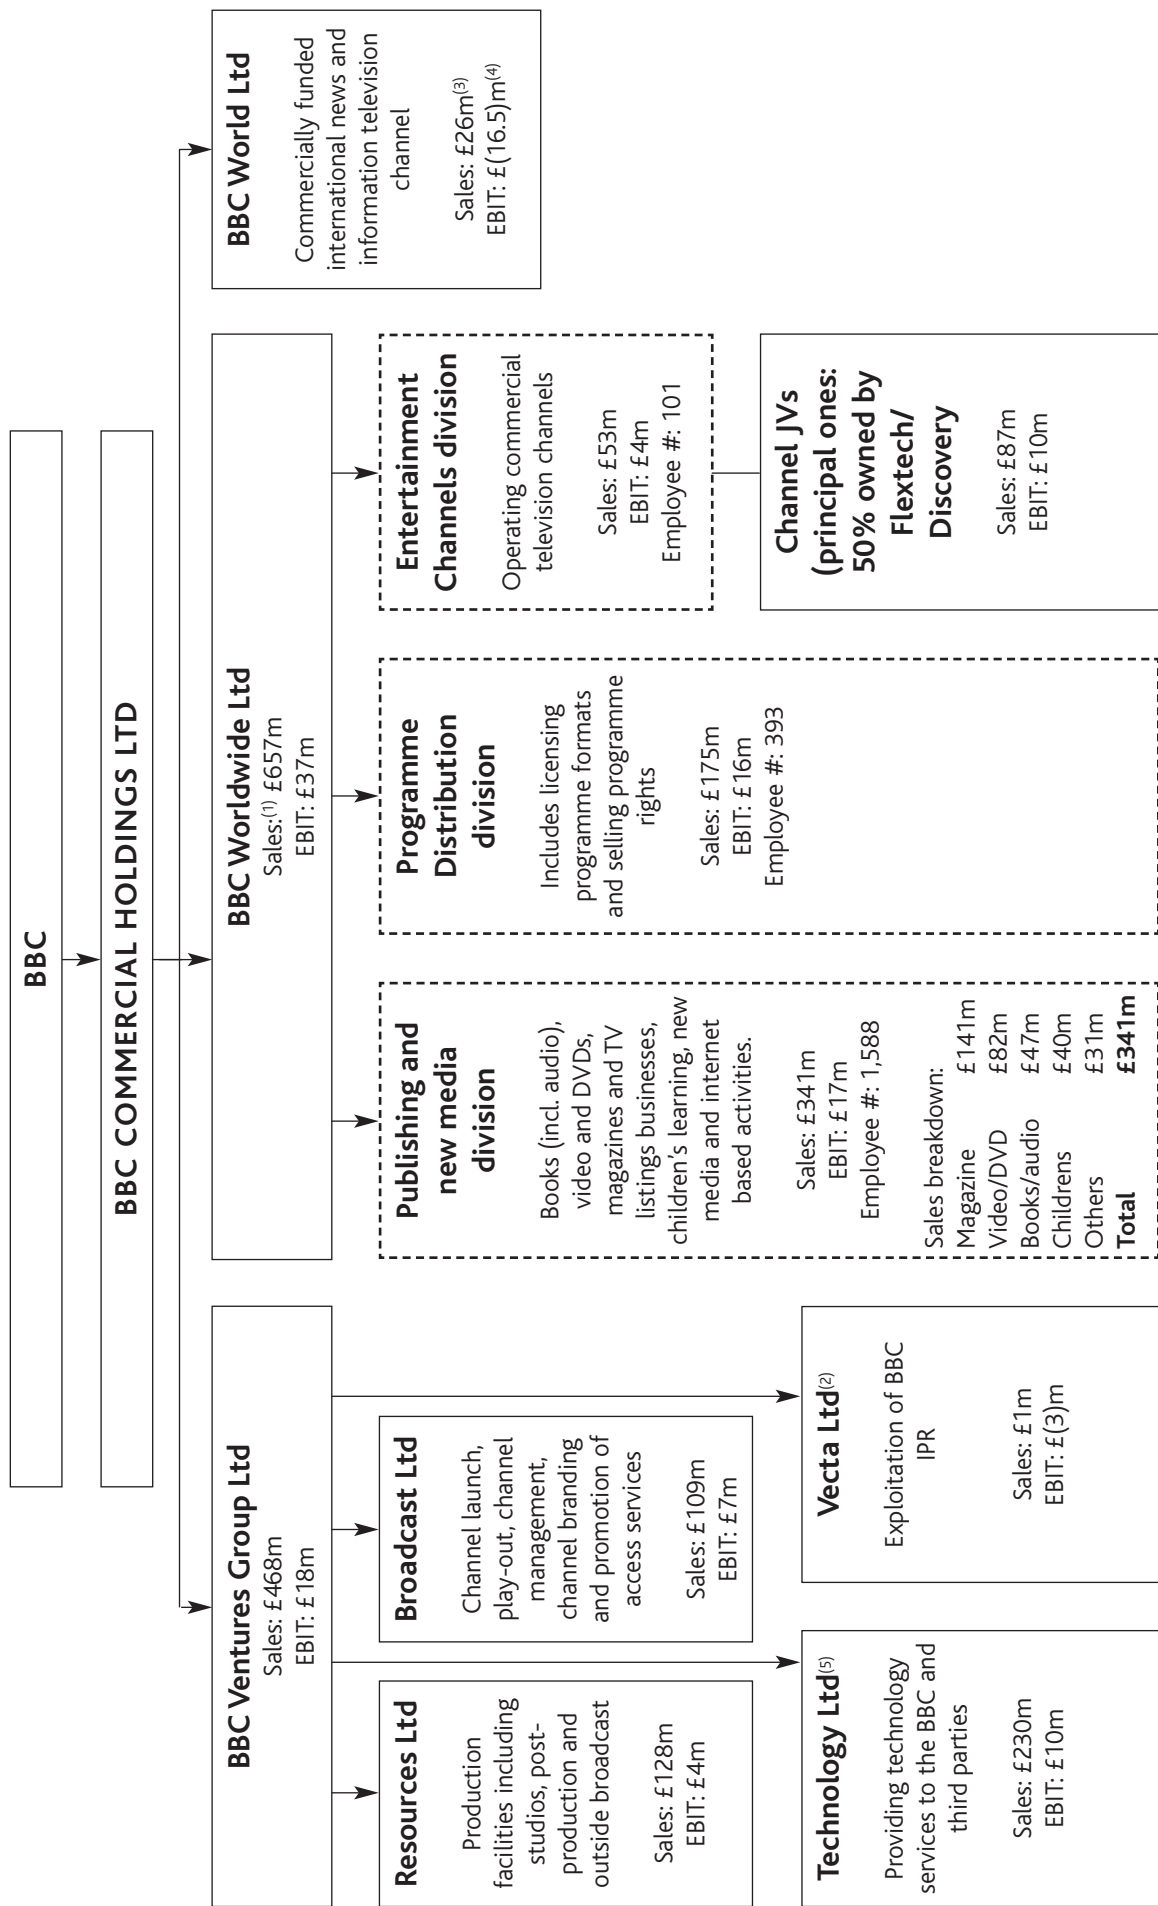 BBC
BBC COMMERCIAL HOLDINGS LTD
BBC Ventures Group Ltd
Sales: £468m
EBIT: £18m
BBC Worldwide Ltd
Sales:(1) £657m
EBIT: £37m
BBC World Ltd
Commercially funded
international news and
information television
channel
Sales: £26m(3)
EBIT: £(16.5)m(4)
Resources Ltd
Production
facilities including
studios, post-
production and
outside broadcast
Sales: £128m
EBIT: £4m
Broadcast Ltd
Channel launch,
play-out, channel
management,
channel branding
and promotion of
access services
Sales: £109m
EBIT: £7m
Publishing and
new media
division
Books (incl. audio),
video and DVDs,
magazines and TV
listings businesses,
children's learning, new
media and internet
based activities.
Sales: £341m
EBIT: £17m
Employee #: 1,588
Sales breakdown:
Magazine £141m
Video/DVD £82m
Books/audio £47m
Childrens £40m
Others £31m
Total £341m
Programme
Distribution
division
Includes licensing
programme formats
and selling programme
rights
Sales: £175m
EBIT: £16m
Employee #: 393
Entertainment
Channels division
Operating commercial
television channels
Sales: £53m
EBIT: £4m
Employee #: 101
Technology Ltd(5)
Providing technology
services to the BBC and
third parties
Sales: £230m
EBIT: £10m
Vecta Ltd(2)
Exploitation of BBC
IPR
Sales: £1m
EBIT: £(3)m
Channel JVs
(principal ones:
50% owned by
Flextech/
Discovery
Sales: £87m
EBIT: £10m